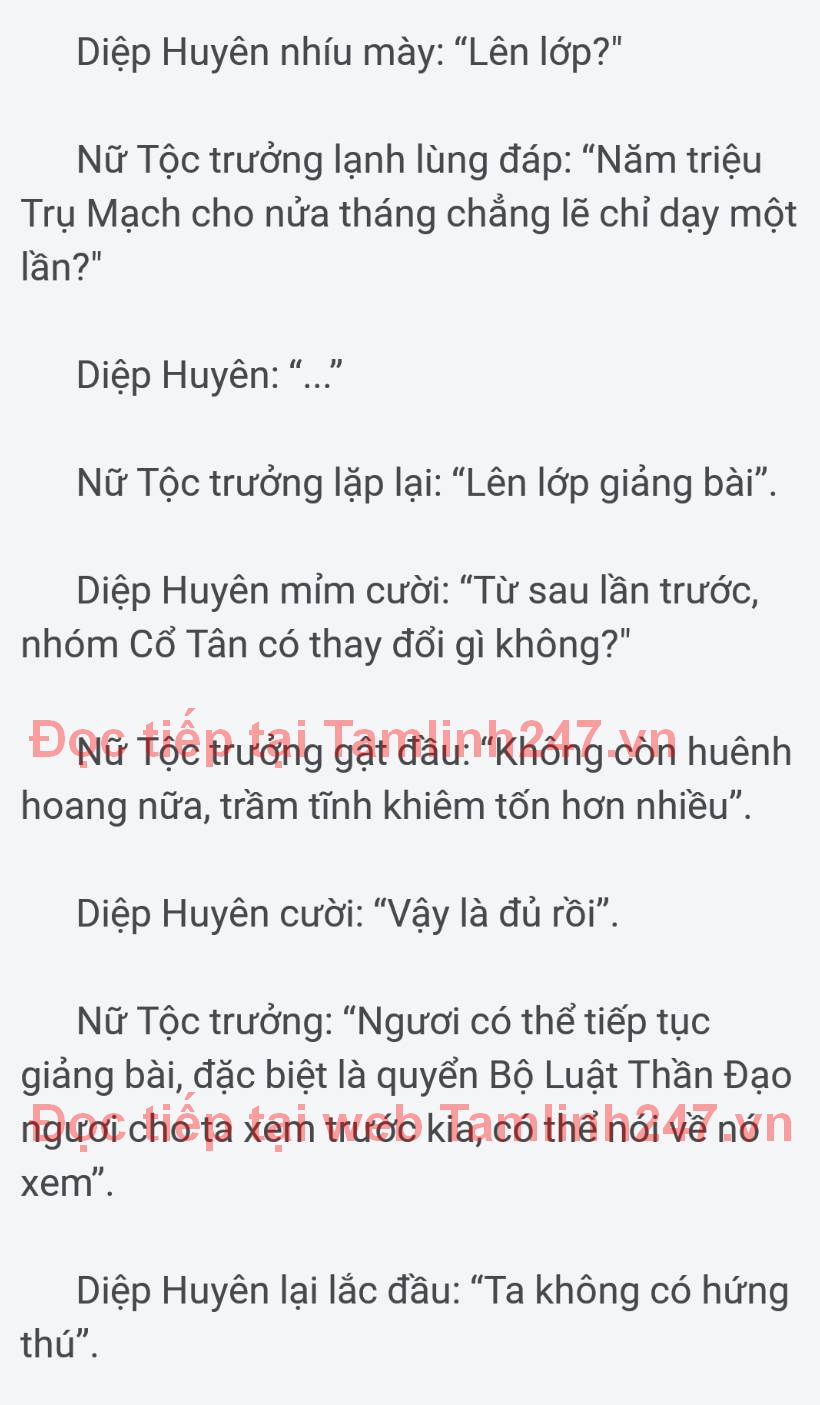 Diệp Huyên nhíu mày: “Lên lớp?"
Nữ Tộc trưởng lạnh lùng đáp: “Năm triệu
Trụ Mạch cho nửa tháng chẳng lẽ chỉ dạy một
lần?"
Diệp Huyên: “...”
Nữ Tộc trưởng lặp lại: “Lên lớp giảng bài”.
Diệp Huyên mỉm cười: “Từ sau lần trước,
nhóm Cổ Tân có thay đổi gì không?"
Đọc tiếp tại Tamlinh247.vn
Nữ Tộc trưởng gật đầu: “Không còn huênh
hoang nữa, trầm tĩnh khiêm tốn hơn nhiều”.
Diệp Huyên cười: “Vậy là đủ rồi”.
Nữ Tộc trưởng: “Ngươi có thể tiếp tục
giảng bài, đặc biệt là quyển Bộ Luật Thần Đạo
Đọc tiếp tại web Tamlinh247.vn
ngươi cho ta xem trước kia, có thể nói về nó
xem”.
Diệp Huyên lại lắc đầu: “Ta không có hứng
thú”.